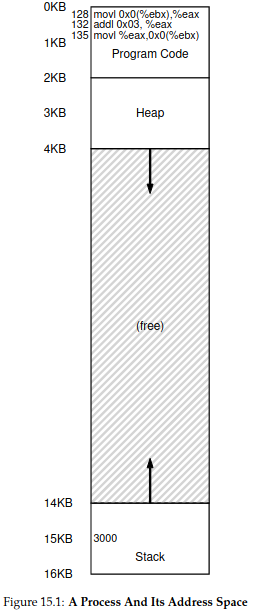 0KB
128 movl 0x0(%ebx),%eax
132 addl 0x03, %eax
135 movl %eax,0x0(%ebx)
1KB
Program Code
2KB
3KB
Heap
4KB
(free)
14KB
15KB
3000
Stack
16KB
Figure 15.1: A Process And Its Address Space